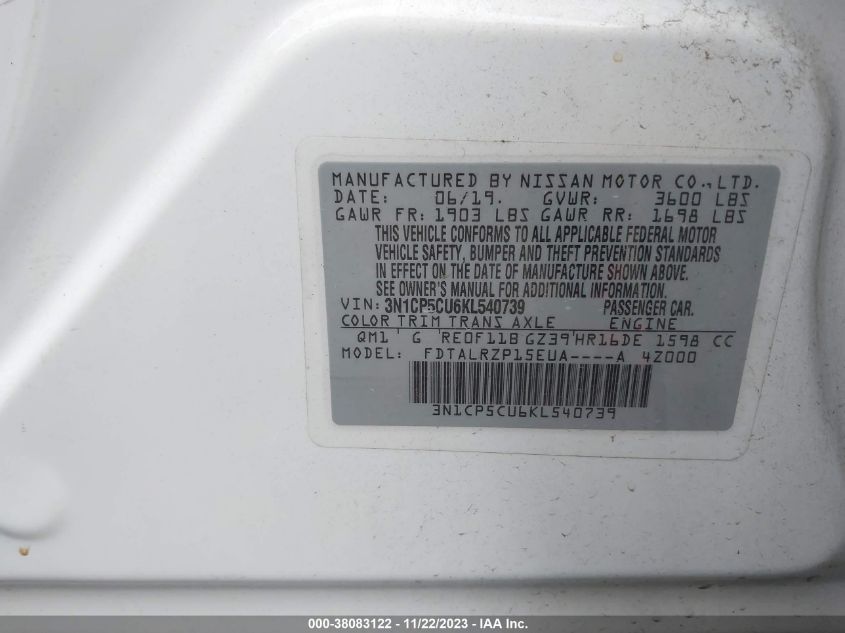 MANUFACTURED BY NISSAN MOTOR CO.,LTD.
DATE: 06/19. GVWR: 3600 LBS
GAWR FR: 1903 LBS GAWR RR: 1698 LBS
THIS VEHICLE CONFORMS TO ALL APPLICABLE FEDERAL MOTOR
VEHICLE SAFETY, BUMPER AND THEFT PREVENTION STANDARDS
IN EFFECT ON THE DATE OF MANUFACTURE SHOWN ABOVE.
SEE OWNER'S MANUAL FOR ADDITIONAL INFORMATION.
VIN: 3N1CP5CU6KL540739 PASSENGER CAR.
COLOR TRIM TRANS AXLE ENGINE
QM1 G RE0F11B GZ39 HR16DE 1598 CC
MODEL: FDTALRZP15EUA----A 4Z000
3N1CP5CU6KL540739
000-38083122 - 11/22/2023 - IAA Inc.